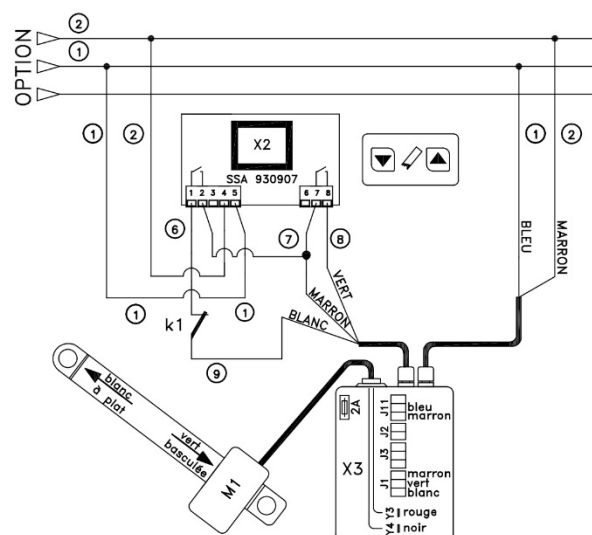 2
1
OPTION
1
2
X2
SSA 930907
1 2 3 4 5
6 7 8
6
7
8
1
2
BLEU
MARRON
VERT
MARRON
BLANC
1
1
k1
9
blanc
à plat
vert
basculée
M1
2A
J11
bleu
marron
J2
J3
X3
J1
marron
vert
blanc
Y3 rouge
Y4 noir